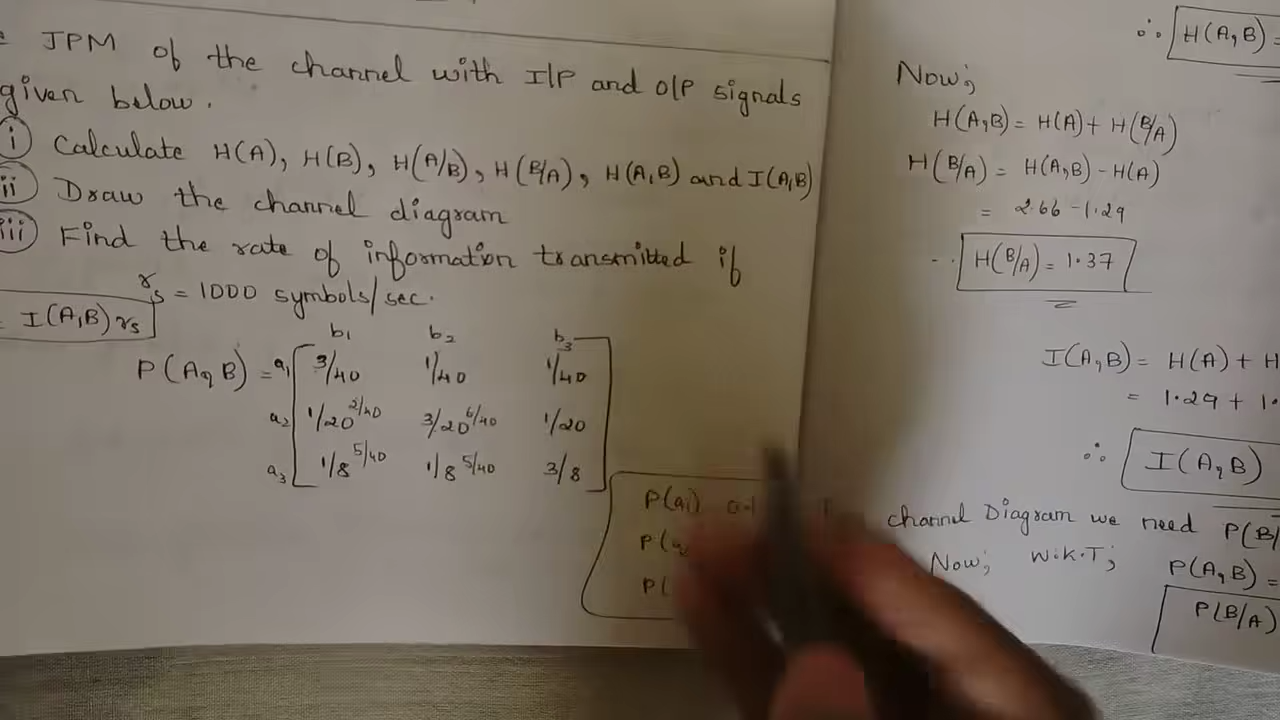 JPM of the channel with I/P and O/P signals
given below.
i Calculate H(A), H(B), H(A/B), H(B/A), H(A,B) and I(A,B)
ii Draw the channel diagram
iii Find the rate of information transmitted if
rs = 1000 symbols/sec.
= I(A,B) rs
b1 b2 b3
P(A,B) = a1 3/40 1/40 1/40
a2 1/20 2/40 3/20 6/40 1/20
a3 1/8 5/40 1/8 5/40 3/8
P(a1)
P(
P(
∴ H(A,B) =
Now;
H(A,B) = H(A) + H(B/A)
H(B/A) = H(A,B) - H(A)
= 2.66 - 1.29
∴ H(B/A) = 1.37
I(A,B) = H(A) + H
= 1.29 + 1.
∴ I(A,B)
channel Diagram we need P(B/
Now; W.K.T; P(A,B) =
P(B/A)